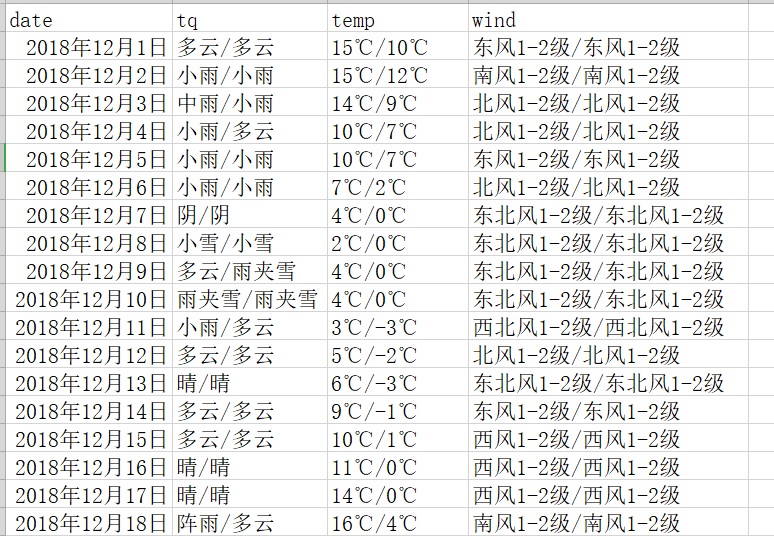 date tq temp wind
2018年12月1日 多云/多云 15℃/10℃ 东风1-2级/东风1-2级
2018年12月2日 小雨/小雨 15℃/12℃ 南风1-2级/南风1-2级
2018年12月3日 中雨/小雨 14℃/9℃ 北风1-2级/北风1-2级
2018年12月4日 小雨/多云 10℃/7℃ 北风1-2级/北风1-2级
2018年12月5日 小雨/小雨 10℃/7℃ 东风1-2级/东风1-2级
2018年12月6日 小雨/小雨 7℃/2℃ 北风1-2级/北风1-2级
2018年12月7日 阴/阴 4℃/0℃ 东北风1-2级/东北风1-2级
2018年12月8日 小雪/小雪 2℃/0℃ 东北风1-2级/东北风1-2级
2018年12月9日 多云/雨夹雪 4℃/0℃ 东北风1-2级/东北风1-2级
2018年12月10日 雨夹雪/雨夹雪 4℃/0℃ 东北风1-2级/东北风1-2级
2018年12月11日 小雨/多云 3℃/-3℃ 西北风1-2级/西北风1-2级
2018年12月12日 多云/多云 5℃/-2℃ 北风1-2级/北风1-2级
2018年12月13日 晴/晴 6℃/-3℃ 东北风1-2级/东北风1-2级
2018年12月14日 多云/多云 9℃/-1℃ 东风1-2级/东风1-2级
2018年12月15日 多云/多云 10℃/1℃ 西风1-2级/西风1-2级
2018年12月16日 晴/晴 11℃/0℃ 西风1-2级/西风1-2级
2018年12月17日 晴/晴 14℃/0℃ 西风1-2级/西风1-2级
2018年12月18日 阵雨/多云 16℃/4℃ 南风1-2级/南风1-2级